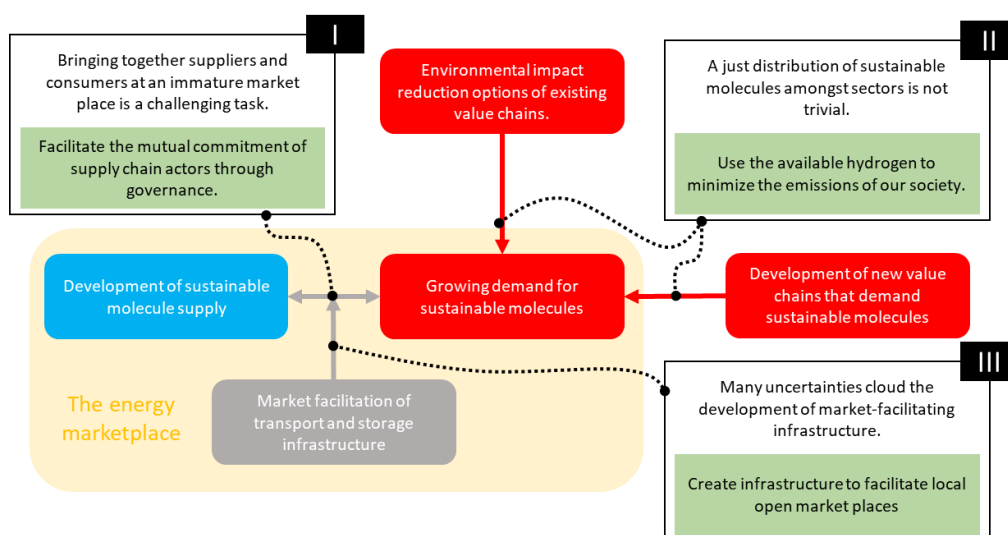 I
Bringing together suppliers and
consumers at an immature market
place is a challenging task.
Facilitate the mutual commitment of
supply chain actors through
governance.
Environmental impact
reduction options of existing
value chains.
II
A just distribution of sustainable
molecules amongst sectors is not
trivial.
Use the available hydrogen to
minimize the emissions of our society.
Development of sustainable
molecule supply
Growing demand for
sustainable molecules
Development of new value
chains that demand
sustainable molecules
The energy
marketplace
Market facilitation of
transport and storage
infrastructure
III
Many uncertainties cloud the
development of market-facilitating
infrastructure.
Create infrastructure to facilitate local
open market places